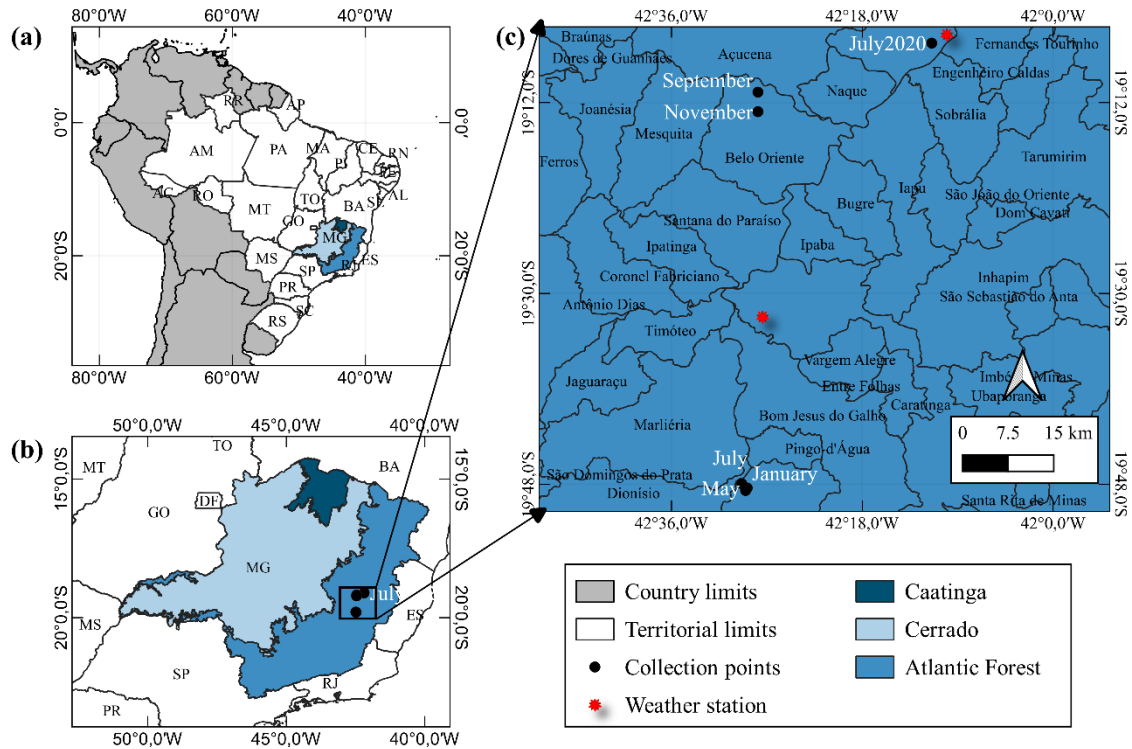 (a)
80°0'W 60°0'W 40°0'W
0°0'
20°0'S
0°0'
20°0'S
RR
AP
AM
PA
MA
CE
RN
PI
PE
AC
RO
TO
AL
SE
BA
MT
GO
MG
MS
ES
SP
RJ
PR
SC
RS
80°0'W 60°0'W 40°0'W
(b)
50°0,0'W 45°0,0'W 40°0,0'W
15°0,0'S
20°0,0'S
15°0,0'S
20°0,0'S
TO
MT
BA
DF
GO
MG
July
MS
ES
SP
RJ
PR
50°0,0'W 45°0,0'W 40°0,0'W
(c)
42°36,0'W 42°18,0'W 42°0,0'W
19°12,0'S
19°30,0'S
19°48,0'S
19°12,0'S
19°30,0'S
19°48,0'S
Braúnas
Açucena
July2020
Fernandes Tourinho
Dores de Guanhães
Engenheiro Caldas
September
Naque
Joanésia
November
Sobrália
Mesquita
Belo Oriente
Tarumirim
Ferros
Iapu
São João do Oriente
Bugre
Dom Cavati
Santana do Paraíso
Ipatinga
Ipaba
Coronel Fabriciano
Inhapim
Antônio Dias
São Sebastião do Anta
Timóteo
Vargem Alegre
Jaguaraçu
Entre Folhas
Minas
Ubaporanga
Caratinga
Marliéria
Bom Jesus do Galho
Pingo-d'Água
July
January
São Domingos do Prata
May
Dionísio
Santa Rita de Minas
0 7.5 15 km
42°36,0'W 42°18,0'W 42°0,0'W
Country limits
Territorial limits
Collection points
Weather station
Caatinga
Cerrado
Atlantic Forest